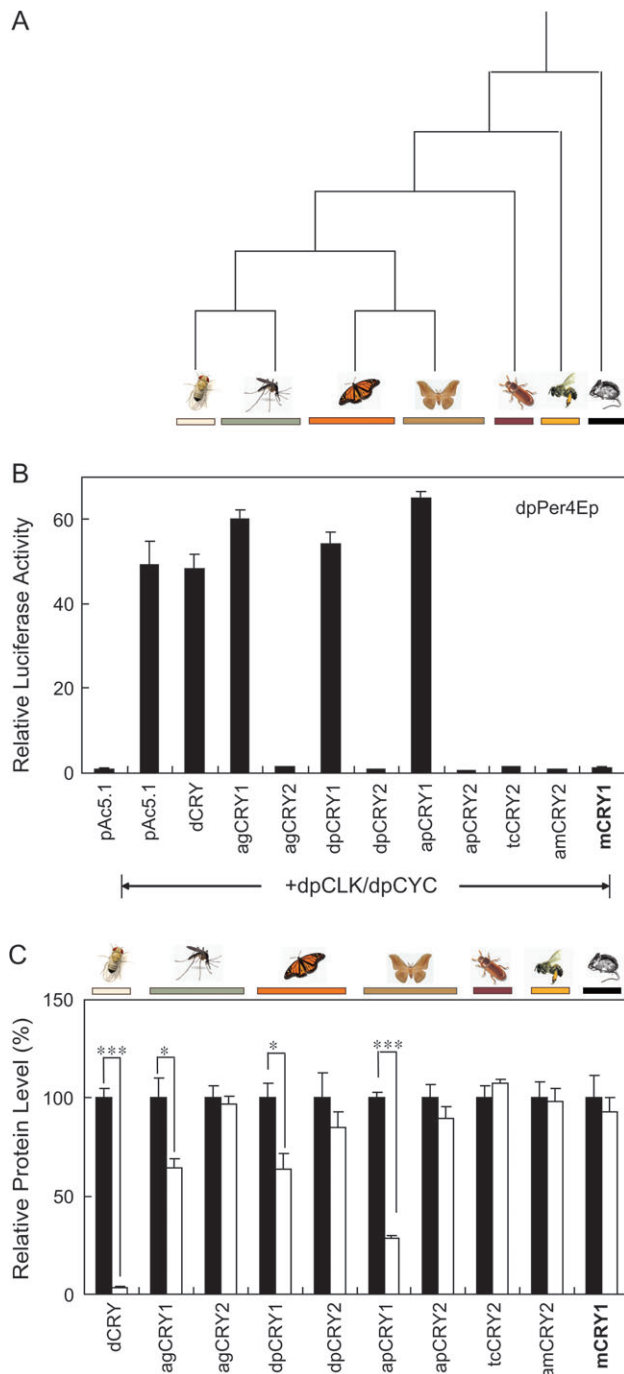 A
B
dpPer4Ep
Relative Luciferase Activity
60
40
20
0
pAc5.1
pAc5.1
dCRY
agCRY1
agCRY2
dpCRY1
dpCRY2
apCRY1
apCRY2
tcCRY2
amCRY2
mCRY1
+dpCLK/dpCYC
C
Relative Protein Level (%)
150
100
50
0
***
*
*
***
dCRY
agCRY1
agCRY2
dpCRY1
dpCRY2
apCRY1
apCRY2
tcCRY2
amCRY2
mCRY1